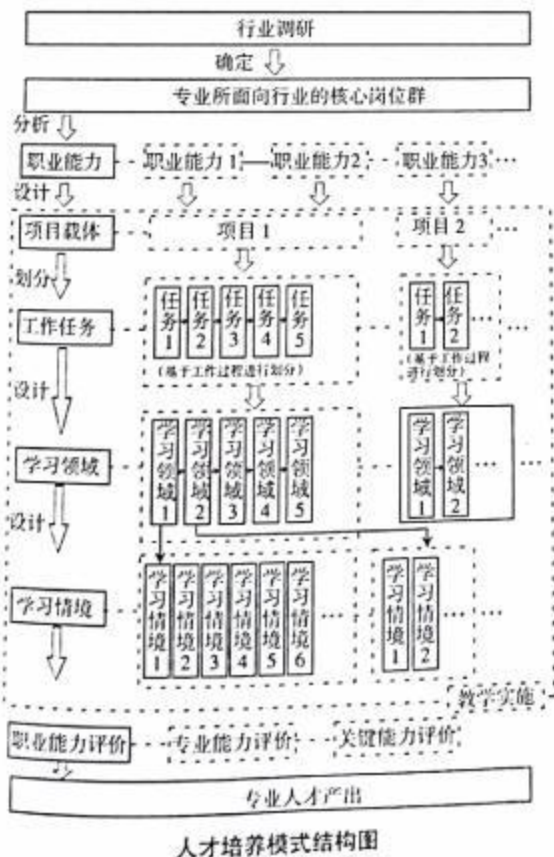 行业调研
确定
专业所面向行业的核心岗位群
分析
职业能力 职业能力1 职业能力2 职业能力3 …
设计
项目载体 项目1 项目2 …
划分
工作任务 任务1 任务2 任务3 任务4 任务5 任务1 任务2 … …
(基于工作过程进行划分) (基于工作过程
进行划分)
设计
学习领域 学习领域1 学习领域2 学习领域3 学习领域4 学习领域5 学习领域1 学习领域2 … …
设计
学习情境 学习情境1 学习情境2 学习情境3 学习情境4 学习情境5 学习情境6 … 学习情境1 学习情境2 … …
教学实施
职业能力评价 专业能力评价 关键能力评价
专业人才产出
人才培养模式结构图